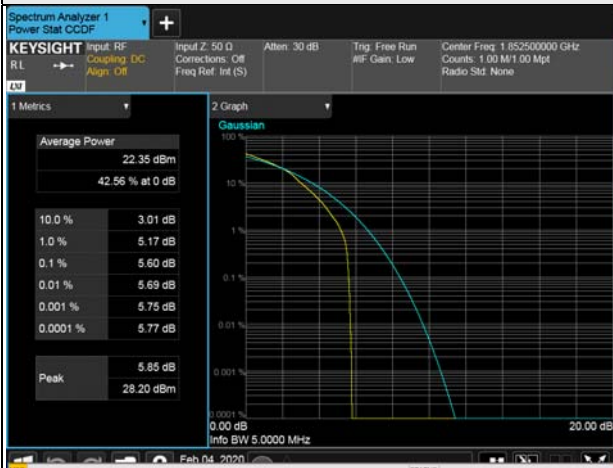 Spectrum Analyzer 1
Power Stat CCDF
KEYSIGHT
RL
LXI
Input: RF
Coupling: DC
Align: Off
Input Z: 50 Ω
Corrections: Off
Freq Ref: Int (S)
Atten: 30 dB
Trig: Free Run
#IF Gain: Low
Center Freq: 1.852500000 GHz
Counts: 1.00 M/1.00 Mpt
Radio Std: None
1 Metrics
Average Power
22.35 dBm
42.56 % at 0 dB
10.0 % 3.01 dB
1.0 % 5.17 dB
0.1 % 5.60 dB
0.01 % 5.69 dB
0.001 % 5.75 dB
0.0001 % 5.77 dB
Peak
5.85 dB
28.20 dBm
2 Graph
Gaussian
100 %
10 %
1 %
0.1 %
0.01 %
0.001 %
0.0001 %
0.00 dB 20.00 dB
Info BW 5.0000 MHz
Feb 04, 2020